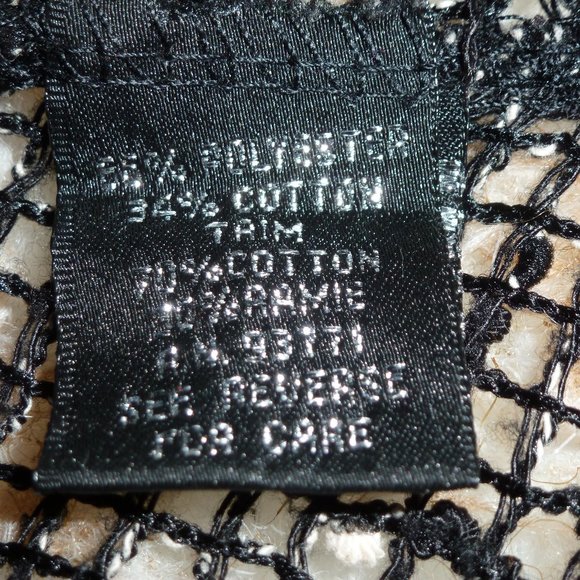 66% POLYESTER
34% COTTON
TRIM
COTTON
RAMIE
RN 93771
SEE REVERSE
FOR CARE